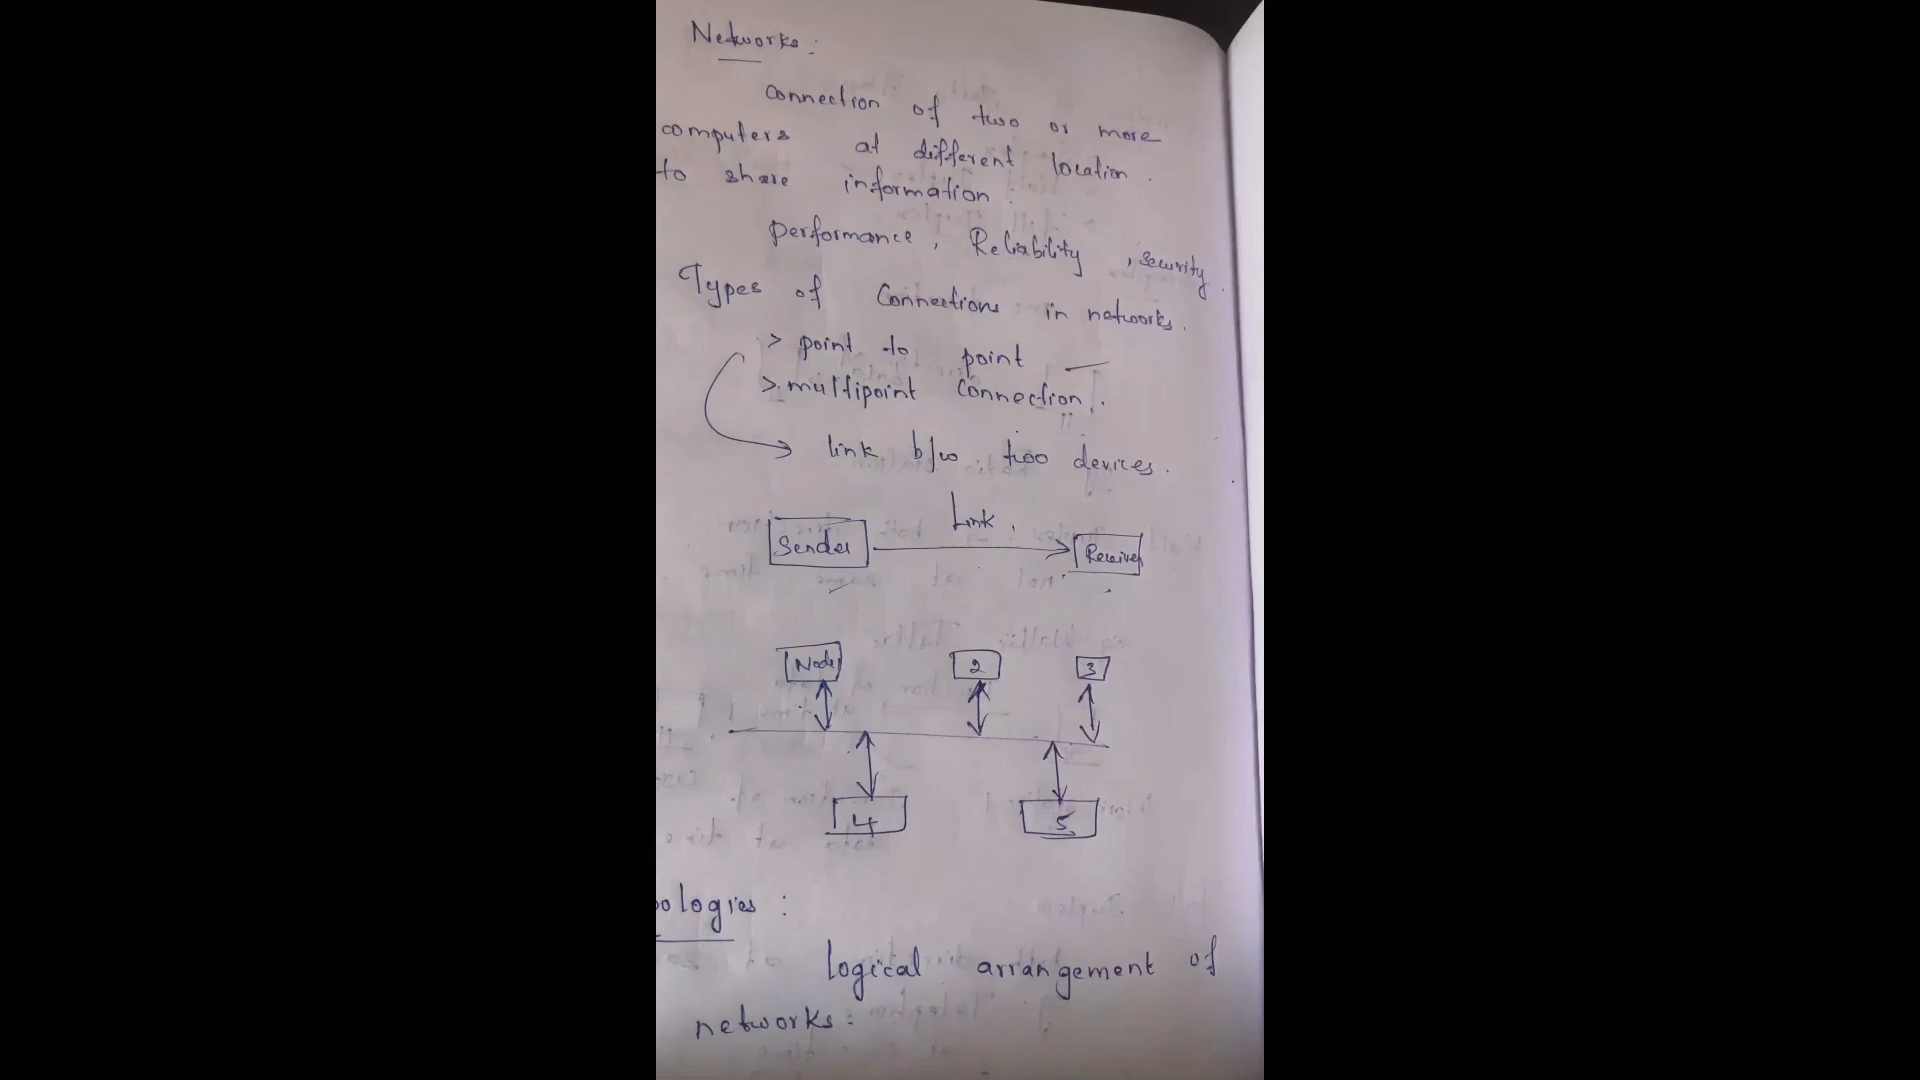 Networks :
connection of two or more
computers at different location .
to share information .
performance , Reliability , security .
Types of Connections in networks .
> point to point
> multipoint connection .
link b/w two devices .
Link .
Sender
Receiver
Node 2 3
4 5
ologies :
logical arrangement of
networks :